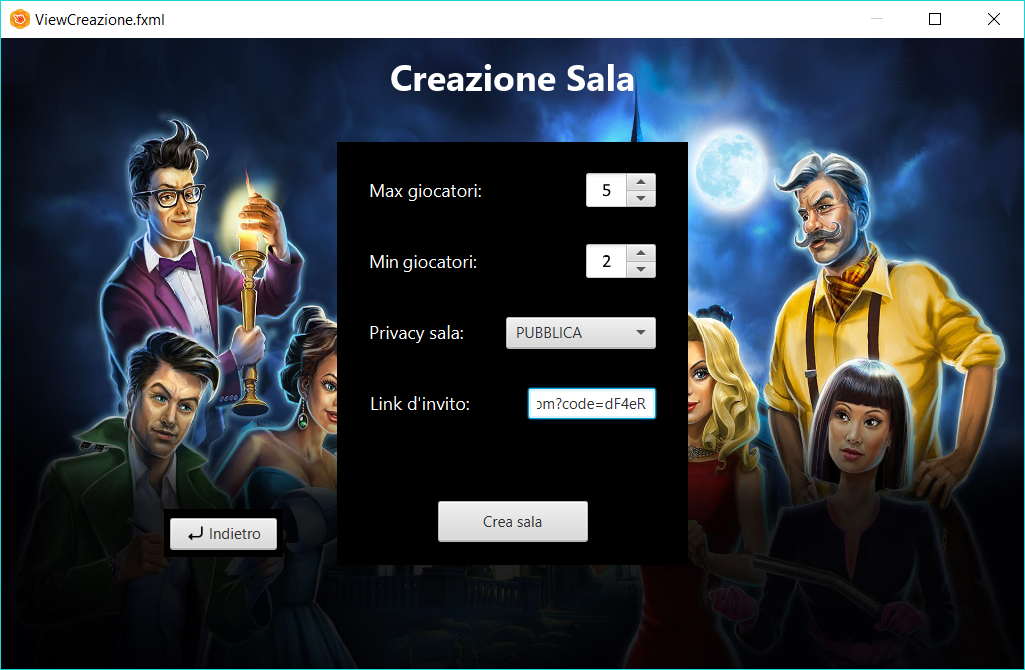 ViewCreazione.fxml
Creazione Sala
Max giocatori: 5
Min giocatori: 2
Privacy sala: PUBBLICA
Link d'invito: om?code=dF4eR
Crea sala
Indietro